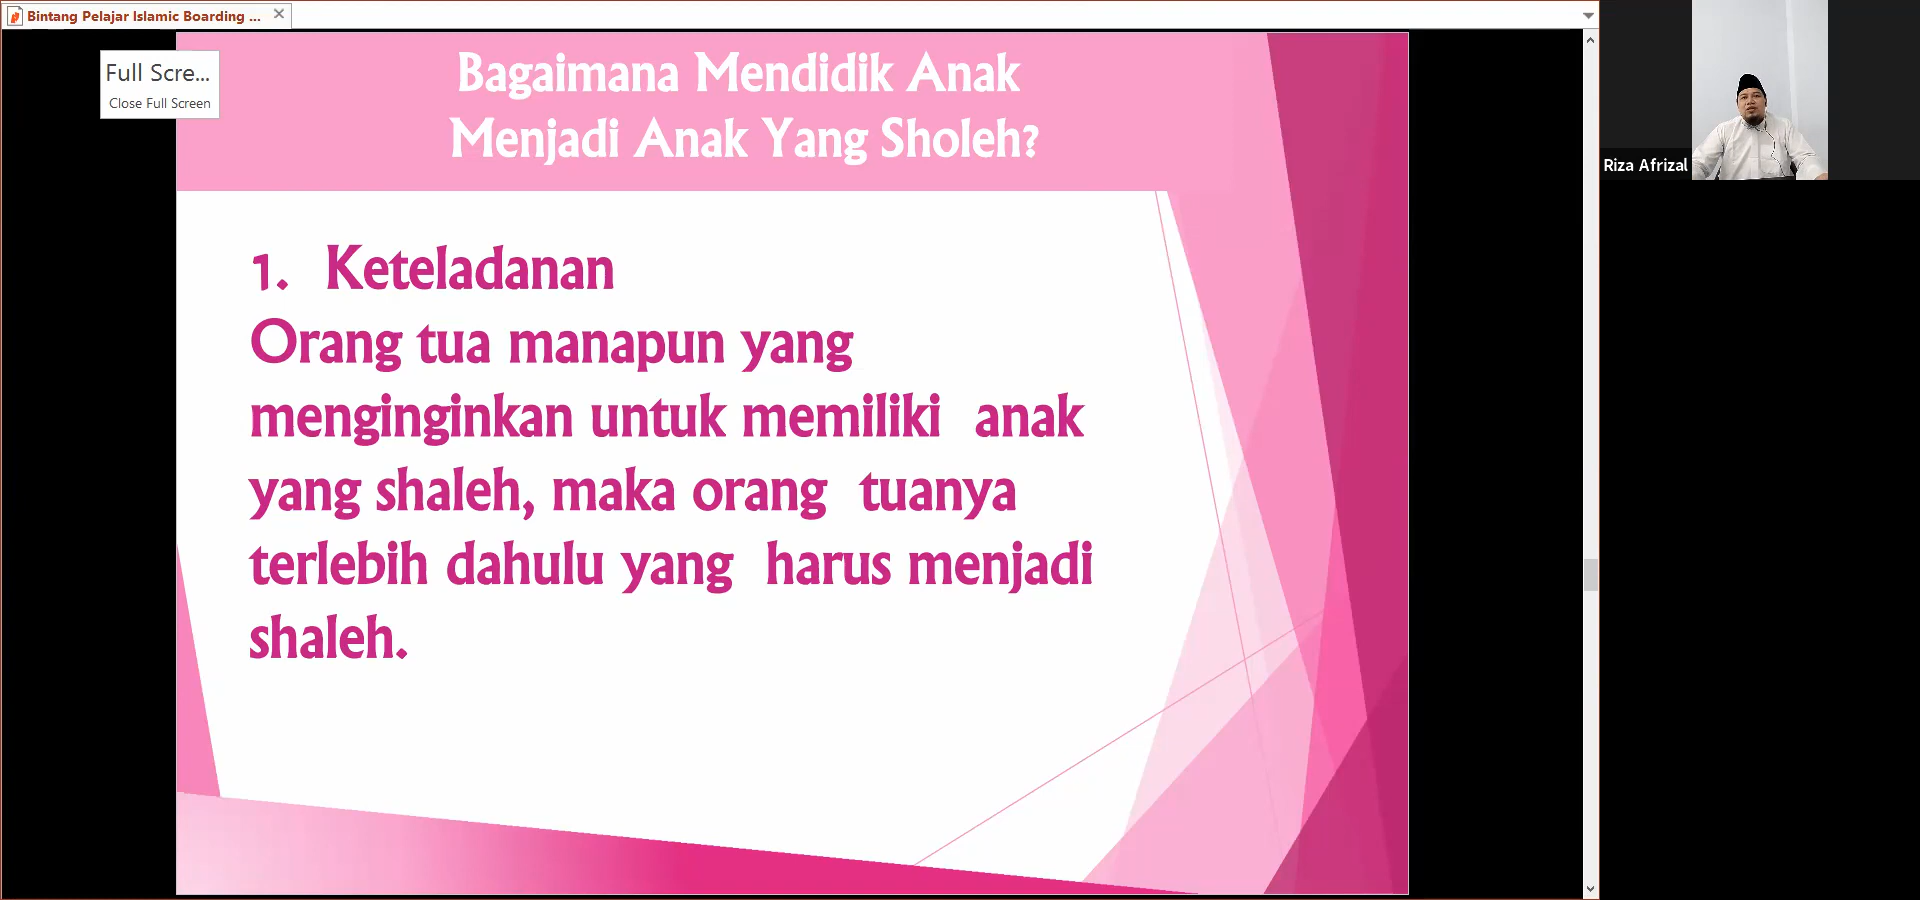 Bintang Pelajar Islamic Boarding ...
Full Scre...
Close Full Screen
Bagaimana Mendidik Anak
Menjadi Anak Yang Sholeh?
1. Keteladanan
Orang tua manapun yang
menginginkan untuk memiliki anak
yang shaleh, maka orang tuanya
terlebih dahulu yang harus menjadi
shaleh.
Riza Afrizal